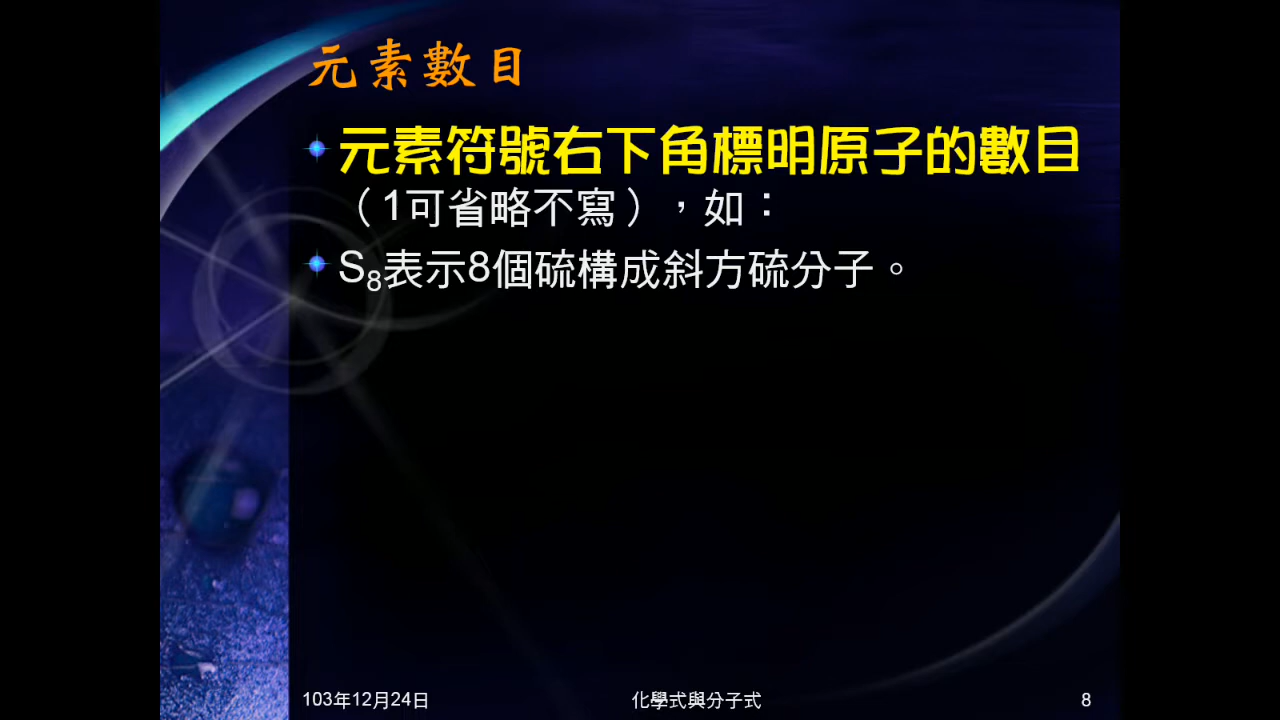 元素數目
元素符號右下角標明原子的數目
（1可省略不寫），如：
S₈表示8個硫構成斜方硫分子。
103年12月24日
化學式與分子式
8